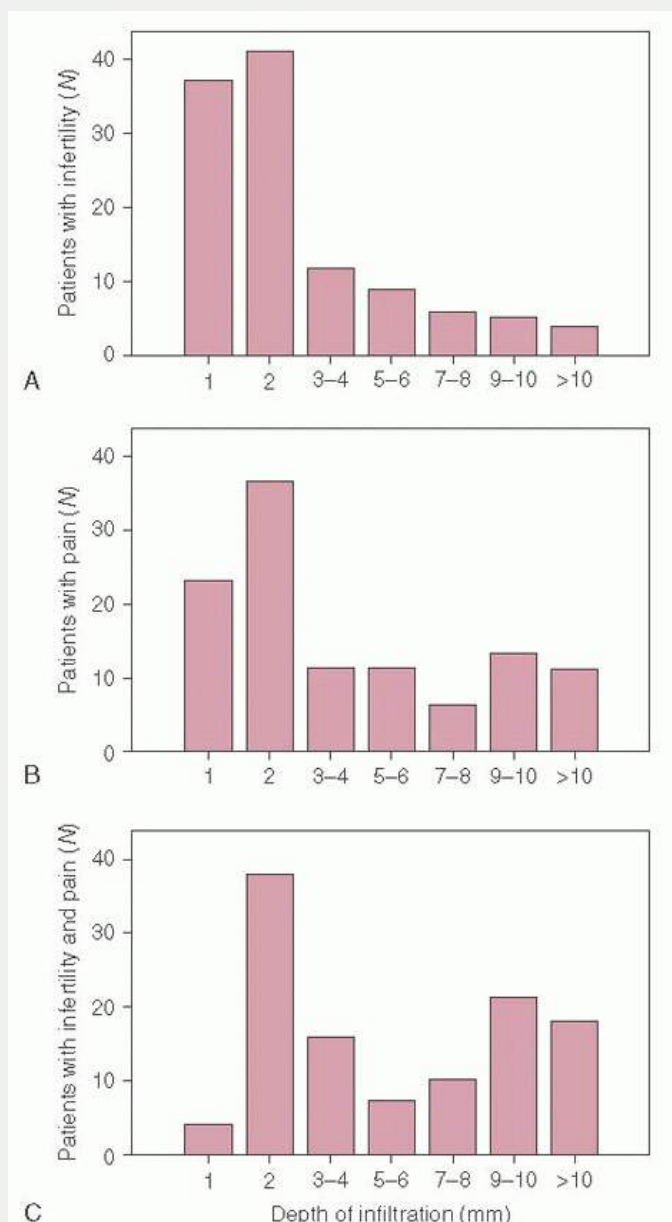 Patients with infertility (N)
40
30
20
10
0
1 2 3–4 5–6 7–8 9–10 >10
A
Patients with pain (N)
40
30
20
10
0
1 2 3–4 5–6 7–8 9–10 >10
B
Patients with infertility and pain (N)
40
30
20
10
0
1 2 3–4 5–6 7–8 9–10 >10
C
Depth of infiltration (mm)